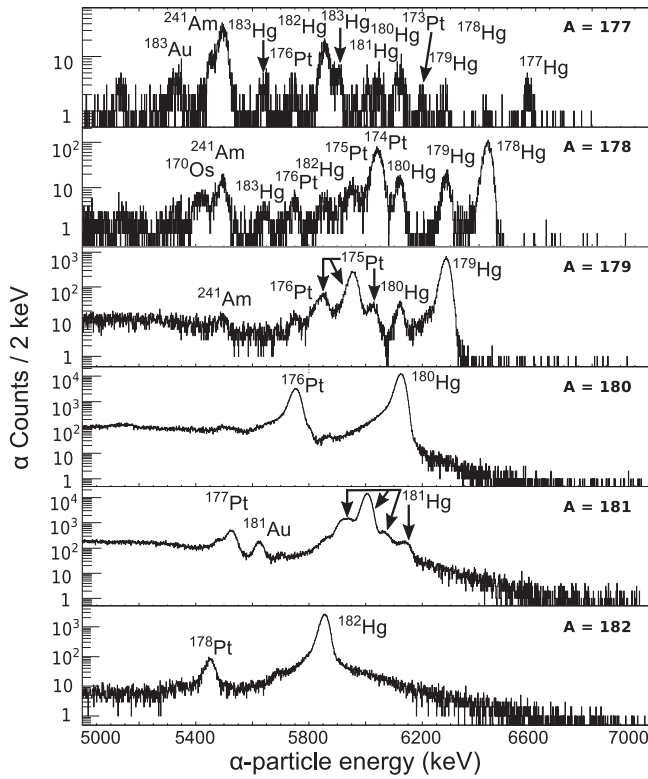 α Counts / 2 keV
A = 177
¹⁸³Au
²⁴¹Am
¹⁸³Hg
¹⁷⁶Pt
¹⁸²Hg
¹⁸³Hg
¹⁸¹Hg
¹⁸⁰Hg
¹⁷³Pt
¹⁷⁹Hg
¹⁷⁸Hg
¹⁷⁷Hg
10
1
A = 178
¹⁷⁰Os
²⁴¹Am
¹⁸³Hg
¹⁷⁶Pt
¹⁸²Hg
¹⁷⁵Pt
¹⁷⁴Pt
¹⁸⁰Hg
¹⁷⁹Hg
¹⁷⁸Hg
10²
10
1
A = 179
²⁴¹Am
¹⁷⁶Pt
¹⁷⁵Pt
¹⁸⁰Hg
¹⁷⁹Hg
10³
10²
10
1
A = 180
¹⁷⁶Pt
¹⁸⁰Hg
10⁴
10³
10²
10
1
A = 181
¹⁷⁷Pt
¹⁸¹Au
¹⁸¹Hg
10⁴
10³
10²
10
1
A = 182
¹⁷⁸Pt
¹⁸²Hg
10³
10²
10
1
5000 5400 5800 6200 6600 7000
α-particle energy (keV)